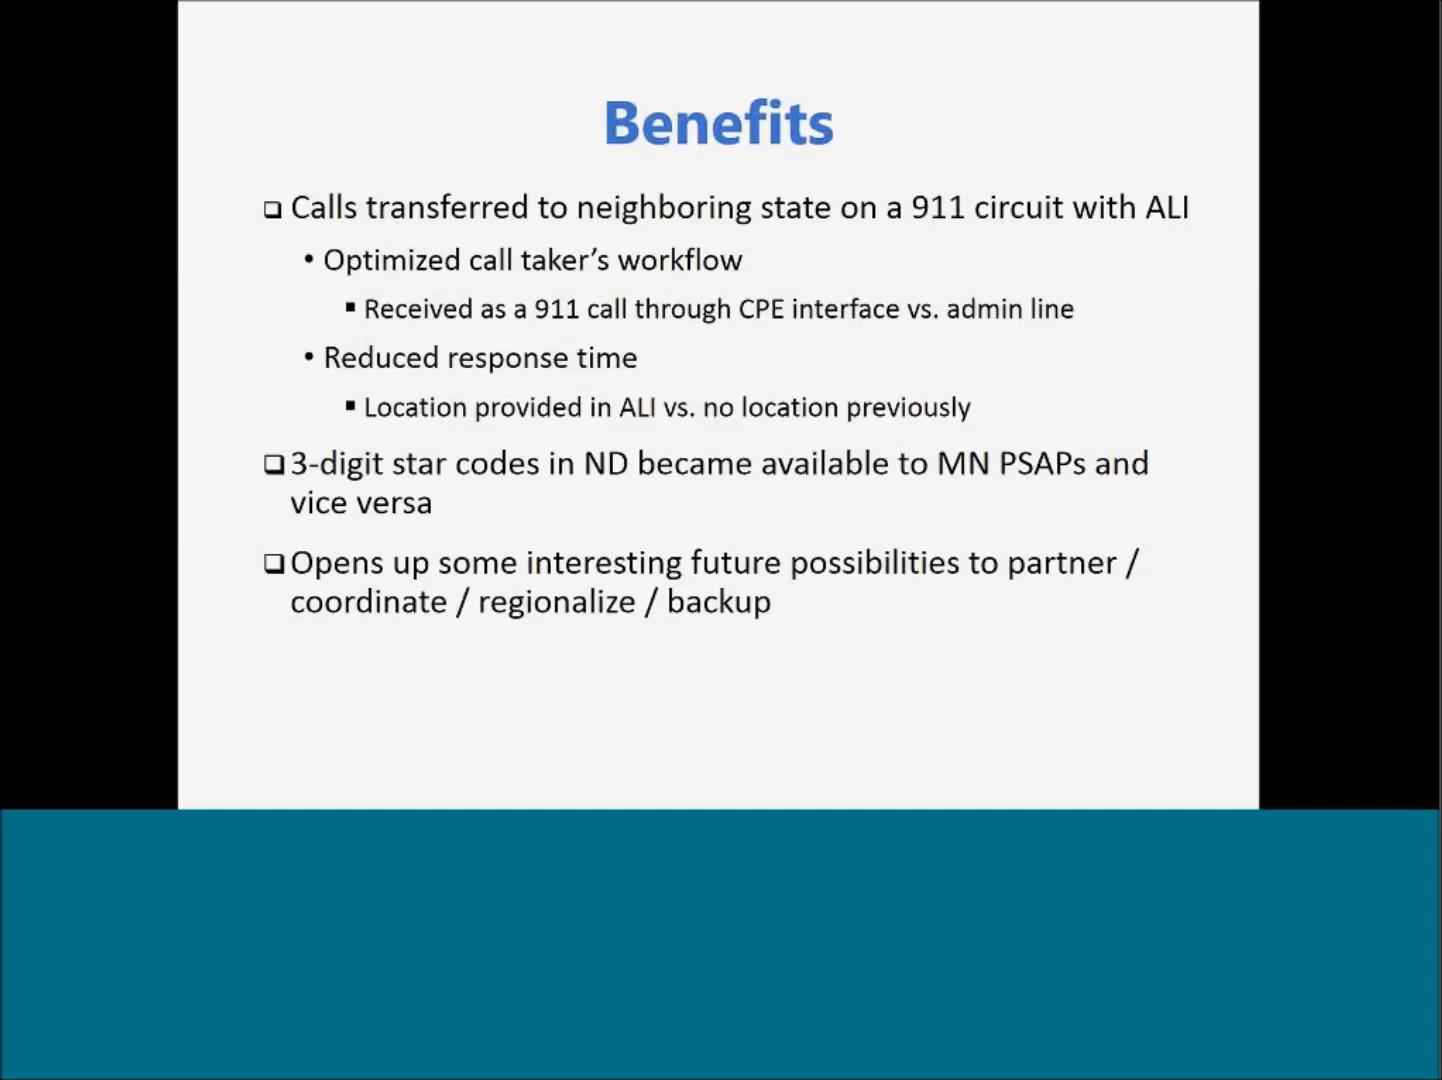 Benefits
❑ Calls transferred to neighboring state on a 911 circuit with ALI
• Optimized call taker’s workflow
▪ Received as a 911 call through CPE interface vs. admin line
• Reduced response time
▪ Location provided in ALI vs. no location previously
❑ 3-digit star codes in ND became available to MN PSAPs and
vice versa
❑ Opens up some interesting future possibilities to partner /
coordinate / regionalize / backup